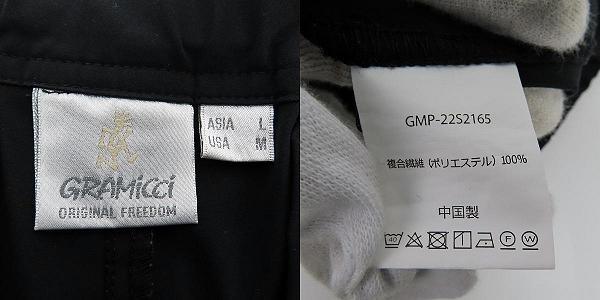 GRAMiCCi
ORIGINAL FREEDOM
ASIA L
USA M
GMP-22S2165
複合繊維 (ポリエステル) 100%
中国製
40 F W